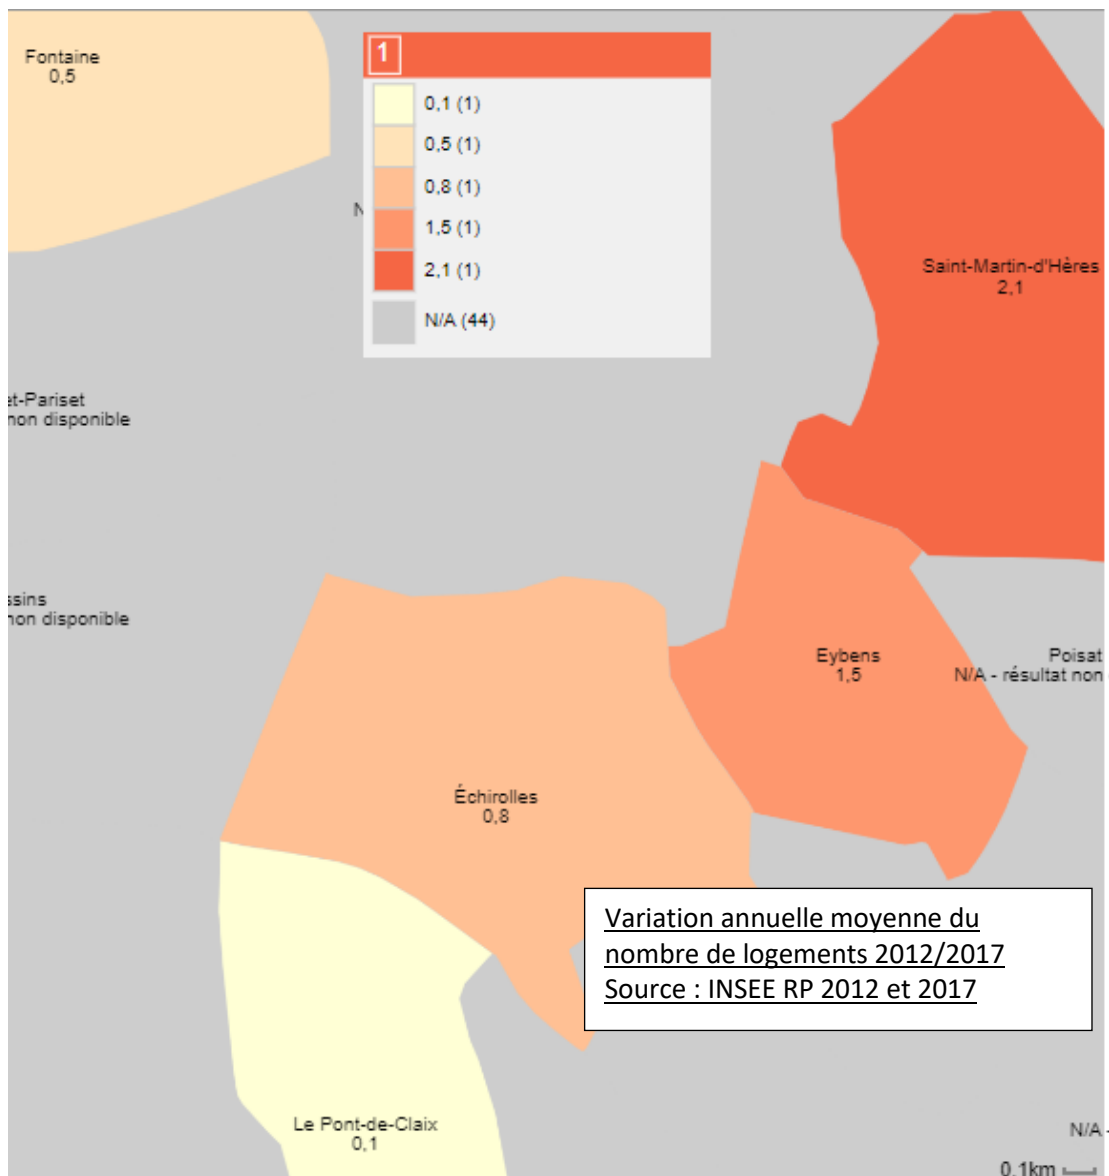 Fontaine
0,5
1
0,1 (1)
0,5 (1)
0,8 (1)
1,5 (1)
2,1 (1)
N/A (44)
N
Saint-Martin-d'Hères
2,1
et-Pariset
non disponible
ssins
non disponible
Eybens
1,5
Poisat
N/A - résultat non
Échirolles
0,8
Variation annuelle moyenne du
nombre de logements 2012/2017
Source : INSEE RP 2012 et 2017
Le Pont-de-Claix
0,1
N/A -
0.1km